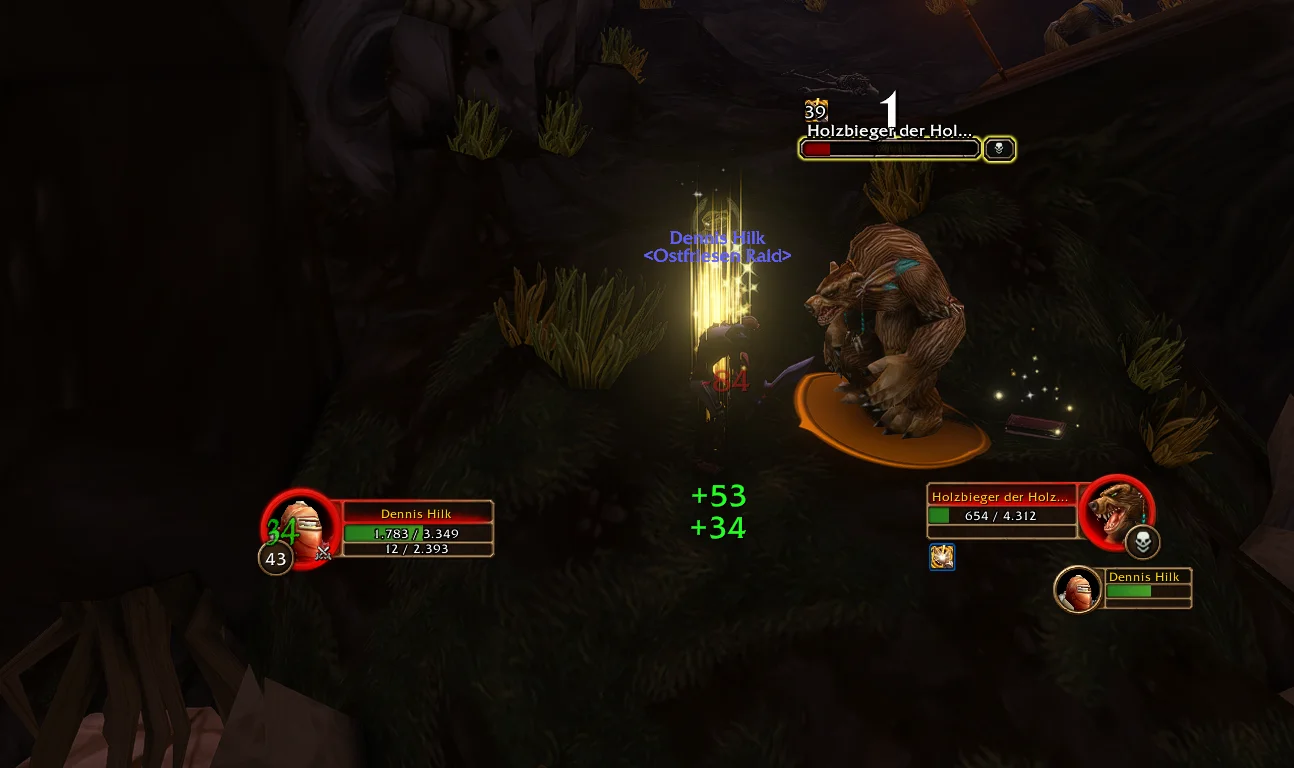 39
1
Holzbieger der Hol...
Dennis Hilk
<Ostfriesen Raid>
-84
+53
+34
34
43
Dennis Hilk
1.783 / 3.349
12 / 2.393
Holzbieger der Holz...
654 / 4.312
Dennis Hilk